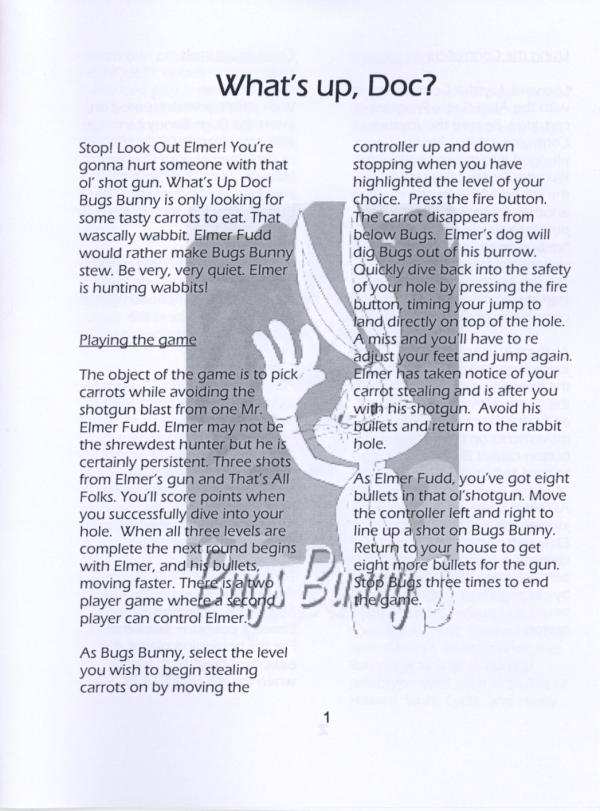 What's up, Doc?
Stop! Look Out Elmer! You're
gonna hurt someone with that
ol' shot gun. What's Up Doc!
Bugs Bunny is only looking for
some tasty carrots to eat. That
wascally wabbit. Elmer Fudd
would rather make Bugs Bunny
stew. Be very, very quiet. Elmer
is hunting wabbits!
Playing the game
The object of the game is to pick
carrots while avoiding the
shotgun blast from one Mr.
Elmer Fudd. Elmer may not be
the shrewdest hunter but he is
certainly persistent. Three shots
from Elmer's gun and That's All
Folks. You'll score points when
you successfully dive into your
hole. When all three levels are
complete the next round begins
with Elmer, and his bullets,
moving faster. There is a two
player game where a second
player can control Elmer.!
As Bugs Bunny, select the level
you wish to begin stealing
carrots on by moving the
controller up and down
stopping when you have
highlighted the level of your
choice. Press the fire button.
The carrot disappears from
below Bugs. Elmer's dog will
dig Bugs out of his burrow.
Quickly dive back into the safety
of your hole by pressing the fire
button, timing your jump to
land directly on top of the hole.
A miss and you'll have to re
adjust your feet and jump again.
Elmer has taken notice of your
carrot stealing and is after you
with his shotgun. Avoid his
bullets and return to the rabbit
hole.
As Elmer Fudd, you've got eight
bullets in that ol'shotgun. Move
the controller left and right to
line up a shot on Bugs Bunny.
Return to your house to get
eight more bullets for the gun.
Stop Bugs three times to end
the game.
Bugs Bunny
1